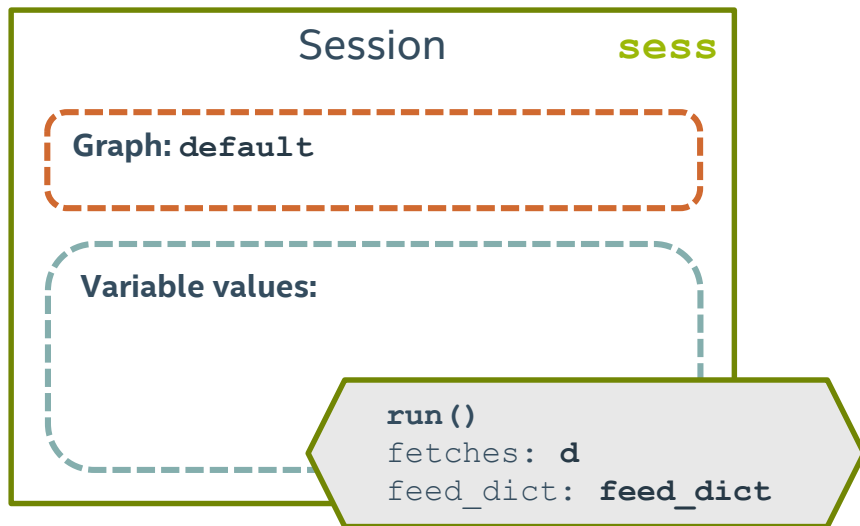 Session sess
Graph: default
Variable values:
run()
fetches: d
feed_dict: feed_dict